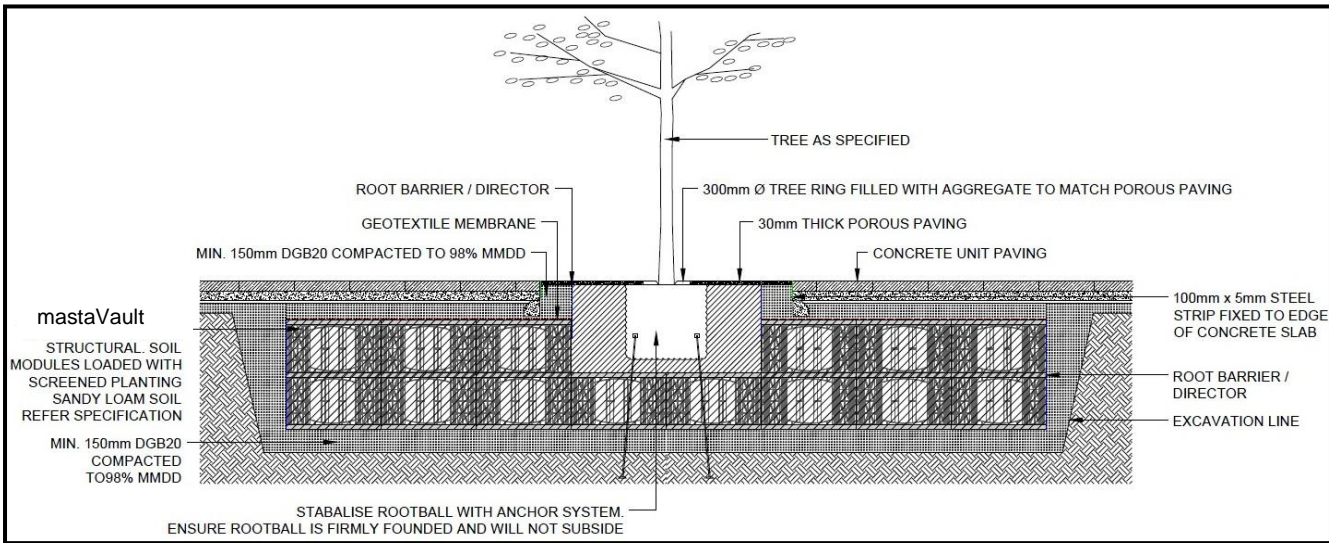 TREE AS SPECIFIED
ROOT BARRIER / DIRECTOR
300mm Ø TREE RING FILLED WITH AGGREGATE TO MATCH POROUS PAVING
GEOTEXTILE MEMBRANE
30mm THICK POROUS PAVING
MIN. 150mm DGB20 COMPACTED TO 98% MMDD
CONCRETE UNIT PAVING
mastaVault
STRUCTURAL. SOIL
MODULES LOADED WITH
SCREENED PLANTING
SANDY LOAM SOIL
REFER SPECIFICATION
100mm x 5mm STEEL
STRIP FIXED TO EDGE
OF CONCRETE SLAB
ROOT BARRIER /
DIRECTOR
EXCAVATION LINE
MIN. 150mm DGB20
COMPACTED
TO98% MMDD
STABALISE ROOTBALL WITH ANCHOR SYSTEM.
ENSURE ROOTBALL IS FIRMLY FOUNDED AND WILL NOT SUBSIDE